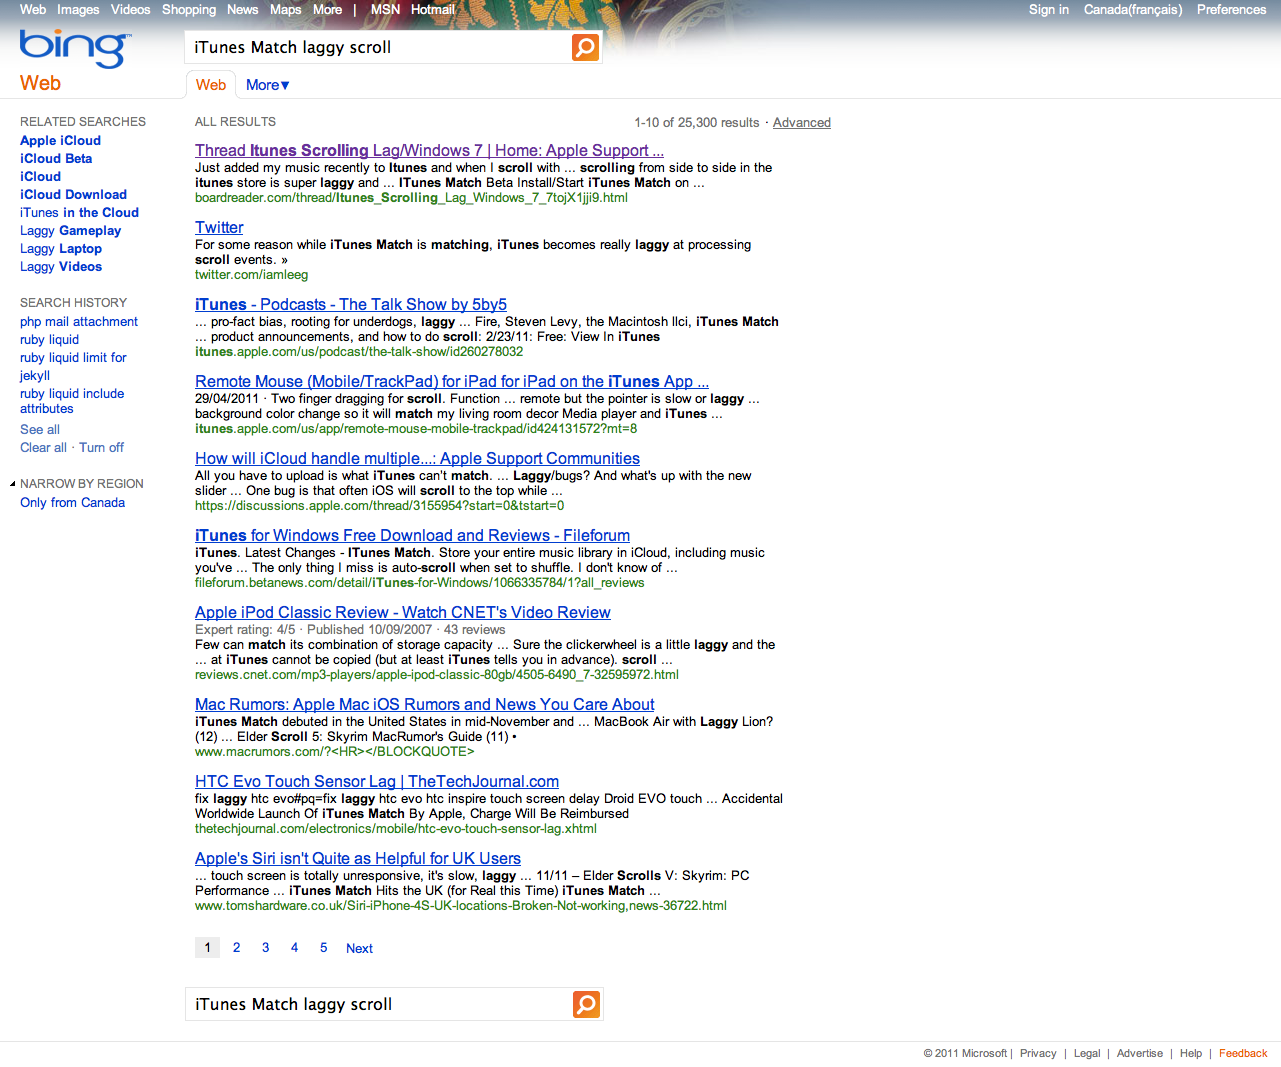 Web Images Videos Shopping News Maps More | MSN Hotmail
Sign in Canada(français) Preferences
bing™
iTunes Match laggy scroll
Web
Web More▼
RELATED SEARCHES
Apple iCloud
iCloud Beta
iCloud
iCloud Download
iTunes in the Cloud
Laggy Gameplay
Laggy Laptop
Laggy Videos
SEARCH HISTORY
php mail attachment
ruby liquid
ruby liquid limit for
jekyll
ruby liquid include
attributes
See all
Clear all · Turn off
NARROW BY REGION
Only from Canada
ALL RESULTS
1-10 of 25,300 results · Advanced
Thread Itunes Scrolling Lag/Windows 7 | Home: Apple Support ...
Just added my music recently to Itunes and when I scroll with ... scrolling from side to side in the
itunes store is super laggy and ... ITunes Match Beta Install/Start iTunes Match on ...
boardreader.com/thread/Itunes_Scrolling_Lag_Windows_7_7tojX1jji9.html
Twitter
For some reason while iTunes Match is matching, iTunes becomes really laggy at processing
scroll events. »
twitter.com/iamleeg
iTunes - Podcasts - The Talk Show by 5by5
... pro-fact bias, rooting for underdogs, laggy ... Fire, Steven Levy, the Macintosh IIci, iTunes Match
... product announcements, and how to do scroll: 2/23/11: Free: View In iTunes
itunes.apple.com/us/podcast/the-talk-show/id260278032
Remote Mouse (Mobile/TrackPad) for iPad for iPad on the iTunes App ...
29/04/2011 · Two finger dragging for scroll. Function ... remote but the pointer is slow or laggy ...
background color change so it will match my living room decor Media player and iTunes ...
itunes.apple.com/us/app/remote-mouse-mobile-trackpad/id424131572?mt=8
How will iCloud handle multiple...: Apple Support Communities
All you have to upload is what iTunes can't match. ... Laggy/bugs? And what's up with the new
slider ... One bug is that often iOS will scroll to the top while ...
https://discussions.apple.com/thread/3155954?start=0&tstart=0
iTunes for Windows Free Download and Reviews - Fileforum
iTunes. Latest Changes - ITunes Match. Store your entire music library in iCloud, including music
you've ... The only thing I miss is auto-scroll when set to shuffle. I don't know of ...
fileforum.betanews.com/detail/iTunes-for-Windows/1066335784/1?all_reviews
Apple iPod Classic Review - Watch CNET's Video Review
Expert rating: 4/5 · Published 10/09/2007 · 43 reviews
Few can match its combination of storage capacity ... Sure the clickerwheel is a little laggy and the
... at iTunes cannot be copied (but at least iTunes tells you in advance). scroll ...
reviews.cnet.com/mp3-players/apple-ipod-classic-80gb/4505-6490_7-32595972.html
Mac Rumors: Apple Mac iOS Rumors and News You Care About
iTunes Match debuted in the United States in mid-November and ... MacBook Air with Laggy Lion?
(12) ... Elder Scroll 5: Skyrim MacRumor's Guide (11) •
www.macrumors.com/?<HR></BLOCKQUOTE>
HTC Evo Touch Sensor Lag | TheTechJournal.com
fix laggy htc evo#pq=fix laggy htc evo htc inspire touch screen delay Droid EVO touch ... Accidental
Worldwide Launch Of iTunes Match By Apple, Charge Will Be Reimbursed
thetechjournal.com/electronics/mobile/htc-evo-touch-sensor-lag.xhtml
Apple's Siri isn't Quite as Helpful for UK Users
... touch screen is totally unresponsive, it's slow, laggy ... 11/11 – Elder Scrolls V: Skyrim: PC
Performance ... iTunes Match Hits the UK (for Real this Time) iTunes Match ...
www.tomshardware.co.uk/Siri-iPhone-4S-UK-locations-Broken-Not-working,news-36722.html
1 2 3 4 5 Next
iTunes Match laggy scroll
© 2011 Microsoft | Privacy | Legal | Advertise | Help | Feedback